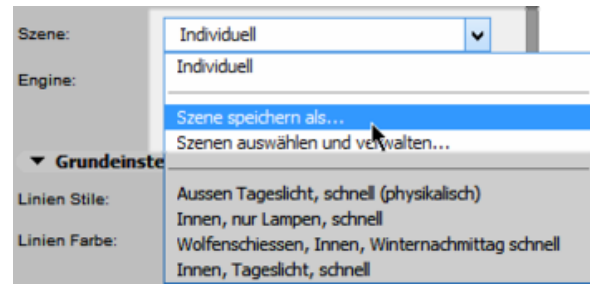 Szene:
Individuell
Individuell
Engine:
Szene speichern als...
Szenen auswählen und verwalten...
Grundeinste
Linien Stile:
Aussen Tageslicht, schnell (physikalisch)
Innen, nur Lampen, schnell
Linien Farbe:
Wolfenschiessen, Innen, Winternachmittag schnell
Innen, Tageslicht, schnell